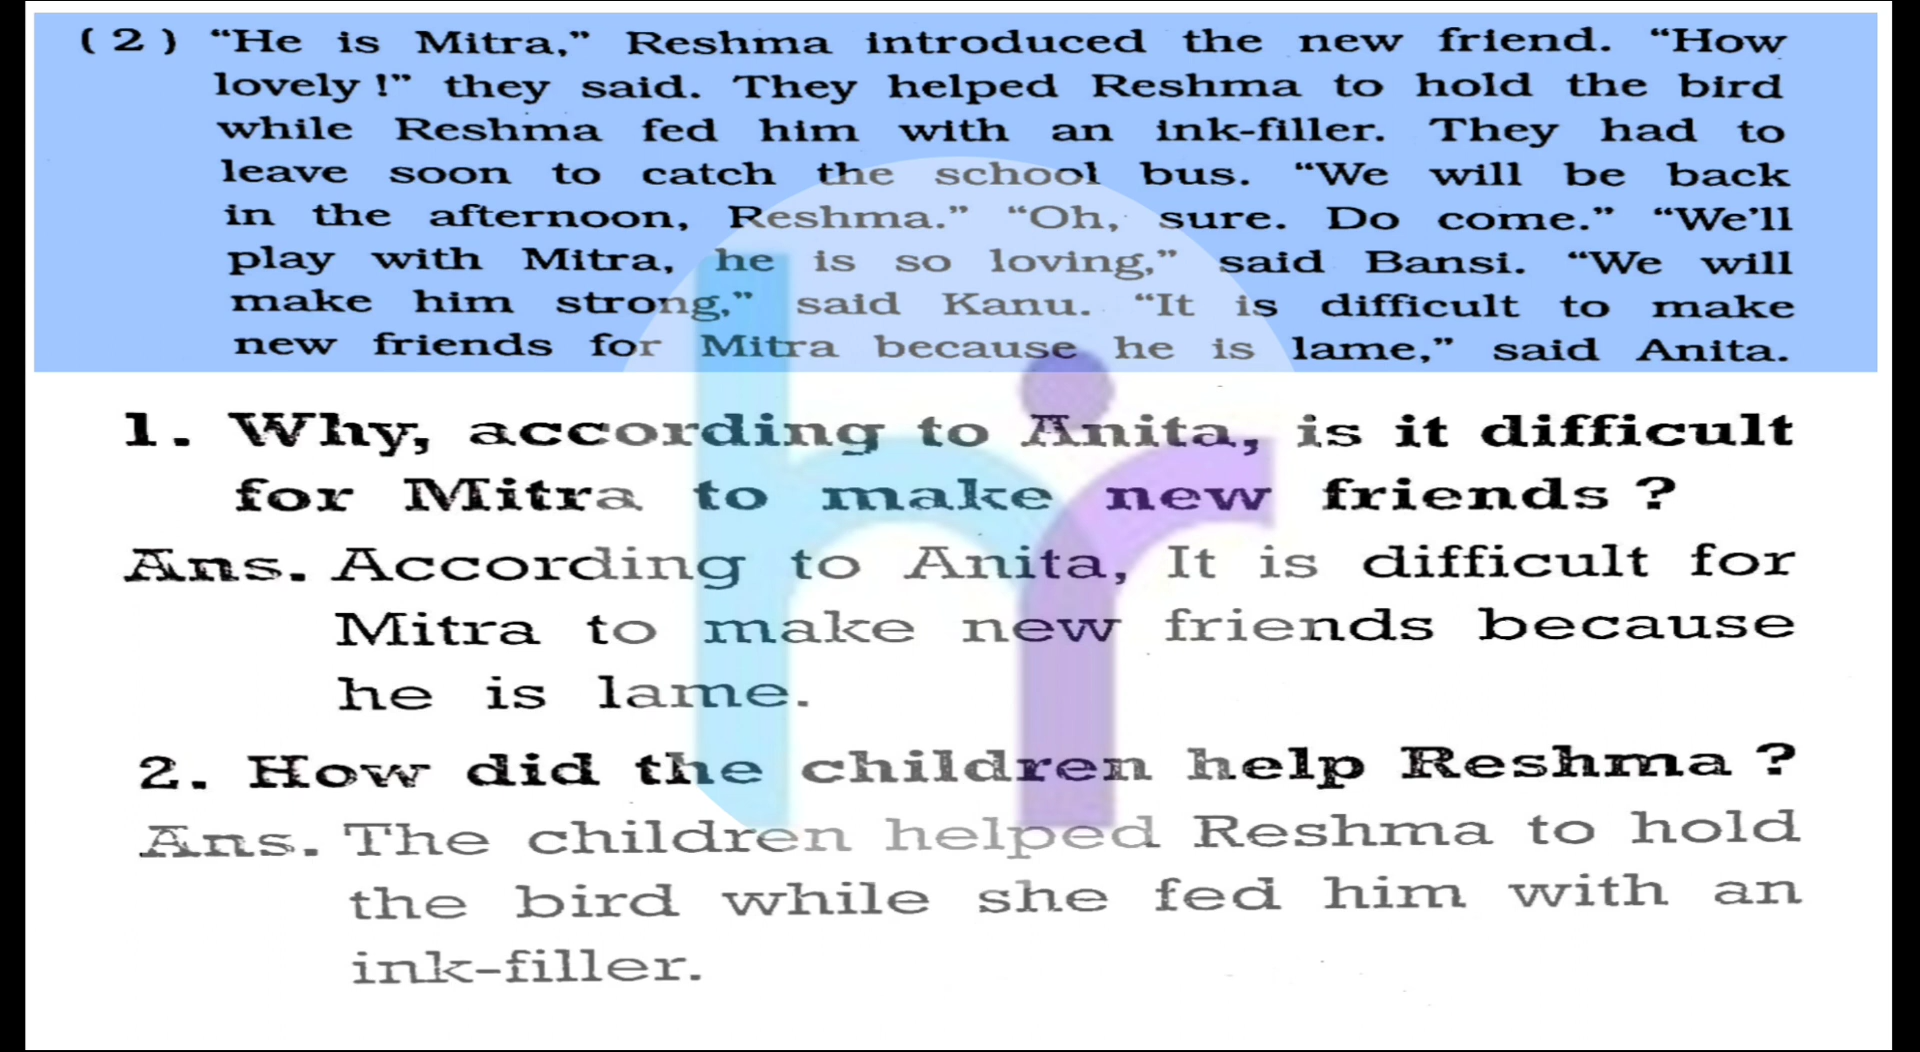 ( 2 ) “He is Mitra,” Reshma introduced the new friend. “How
lovely !” they said. They helped Reshma to hold the bird
while Reshma fed him with an ink-filler. They had to
leave soon to catch the school bus. “We will be back
in the afternoon, Reshma.” “Oh, sure. Do come.” “We’ll
play with Mitra, he is so loving,” said Bansi. “We will
make him strong,” said Kanu. “It is difficult to make
new friends for Mitra because he is lame,” said Anita.
1. Why, according to Anita, is it difficult
for Mitra to make new friends ?
Ans. According to Anita, It is difficult for
Mitra to make new friends because
he is lame.
2. How did the children help Reshma ?
Ans. The children helped Reshma to hold
the bird while she fed him with an
ink-filler.
hr